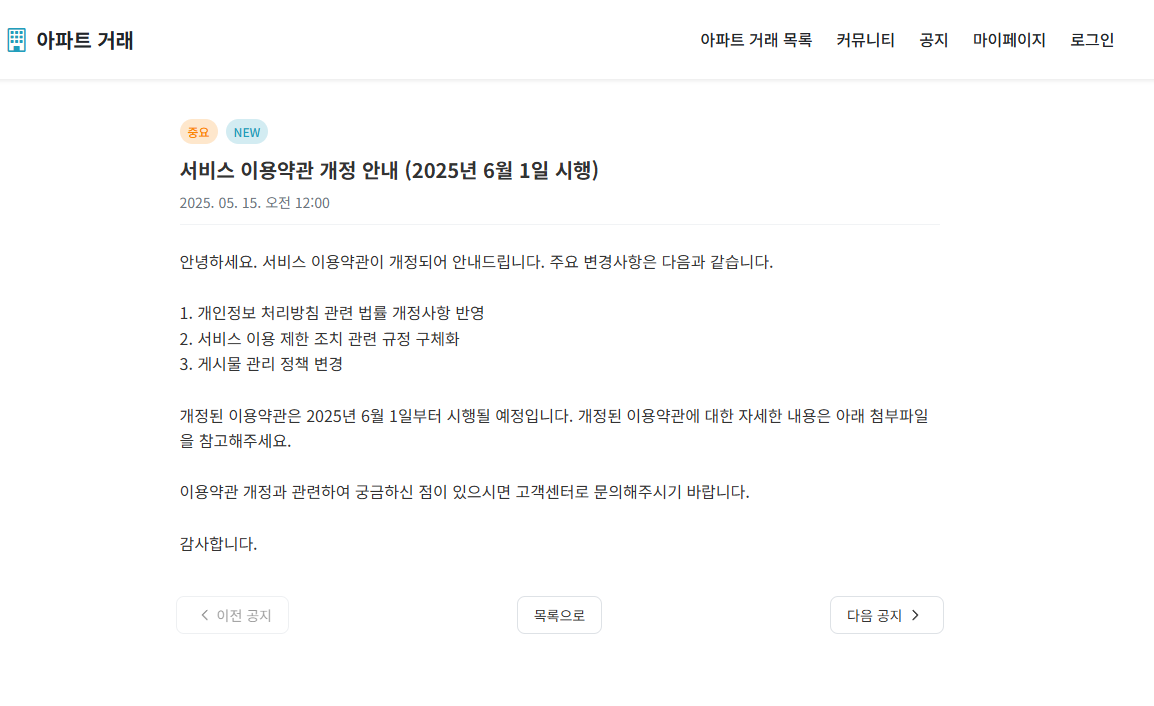 아파트 거래
아파트 거래 목록 커뮤니티 공지 마이페이지 로그인
중요 NEW
서비스 이용약관 개정 안내 (2025년 6월 1일 시행)
2025. 05. 15. 오전 12:00
안녕하세요. 서비스 이용약관이 개정되어 안내드립니다. 주요 변경사항은 다음과 같습니다.
1. 개인정보 처리방침 관련 법률 개정사항 반영
2. 서비스 이용 제한 조치 관련 규정 구체화
3. 게시물 관리 정책 변경
개정된 이용약관은 2025년 6월 1일부터 시행될 예정입니다. 개정된 이용약관에 대한 자세한 내용은 아래 첨부파일
을 참고해주세요.
이용약관 개정과 관련하여 궁금하신 점이 있으시면 고객센터로 문의해주시기 바랍니다.
감사합니다.
이전 공지 목록으로 다음 공지